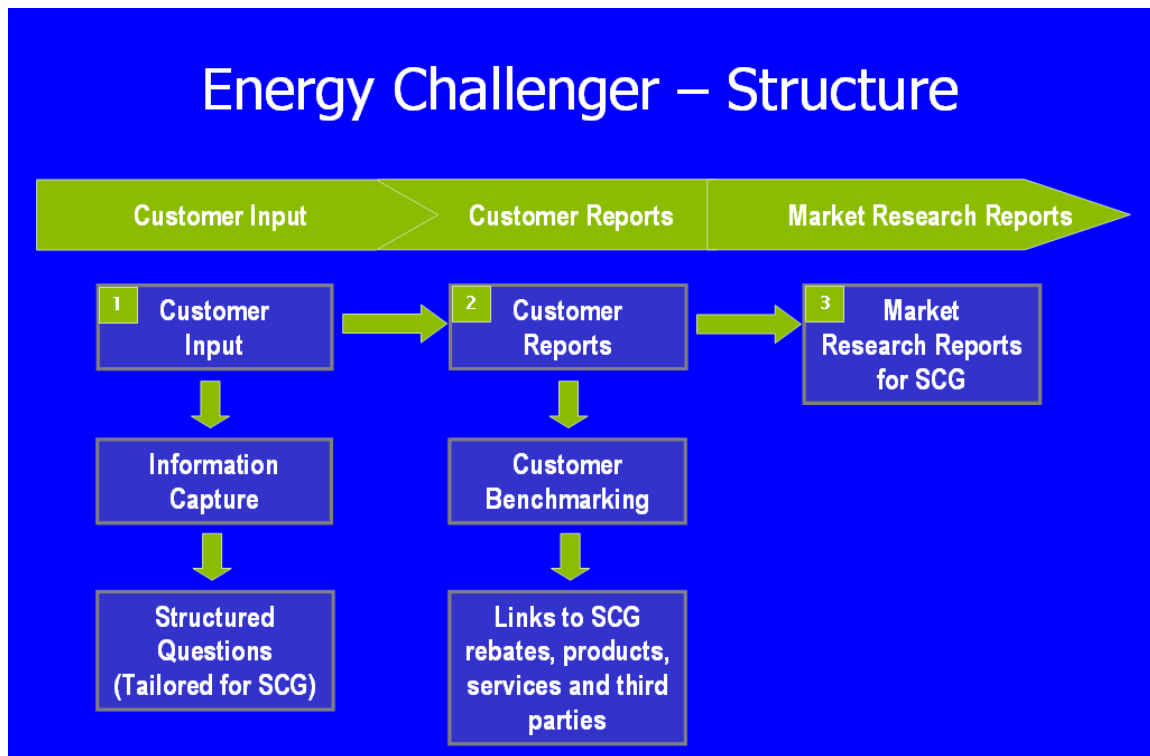 Energy Challenger – Structure
Customer Input
Customer Reports
Market Research Reports
1
Customer
Input
2
Customer
Reports
3
Market
Research Reports
for SCG
Information
Capture
Customer
Benchmarking
Structured
Questions
(Tailored for SCG)
Links to SCG
rebates, products,
services and third
parties